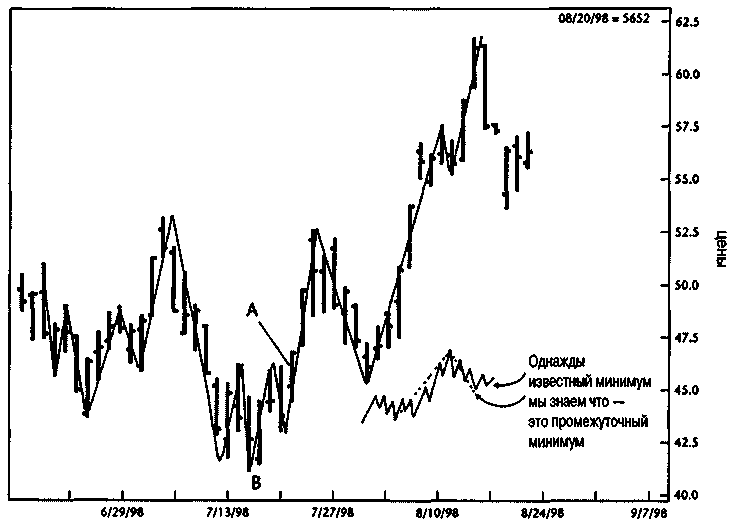 08/20/98 = 5652
62.5
60.0
57.5
55.0
52.5
50.0
47.5
45.0
42.5
40.0
цены
A
B
Однажды
известный минимум
мы знаем что —
это промежуточный
минимум
6/29/98 7/13/98 7/27/98 8/10/98 8/24/98 9/7/98